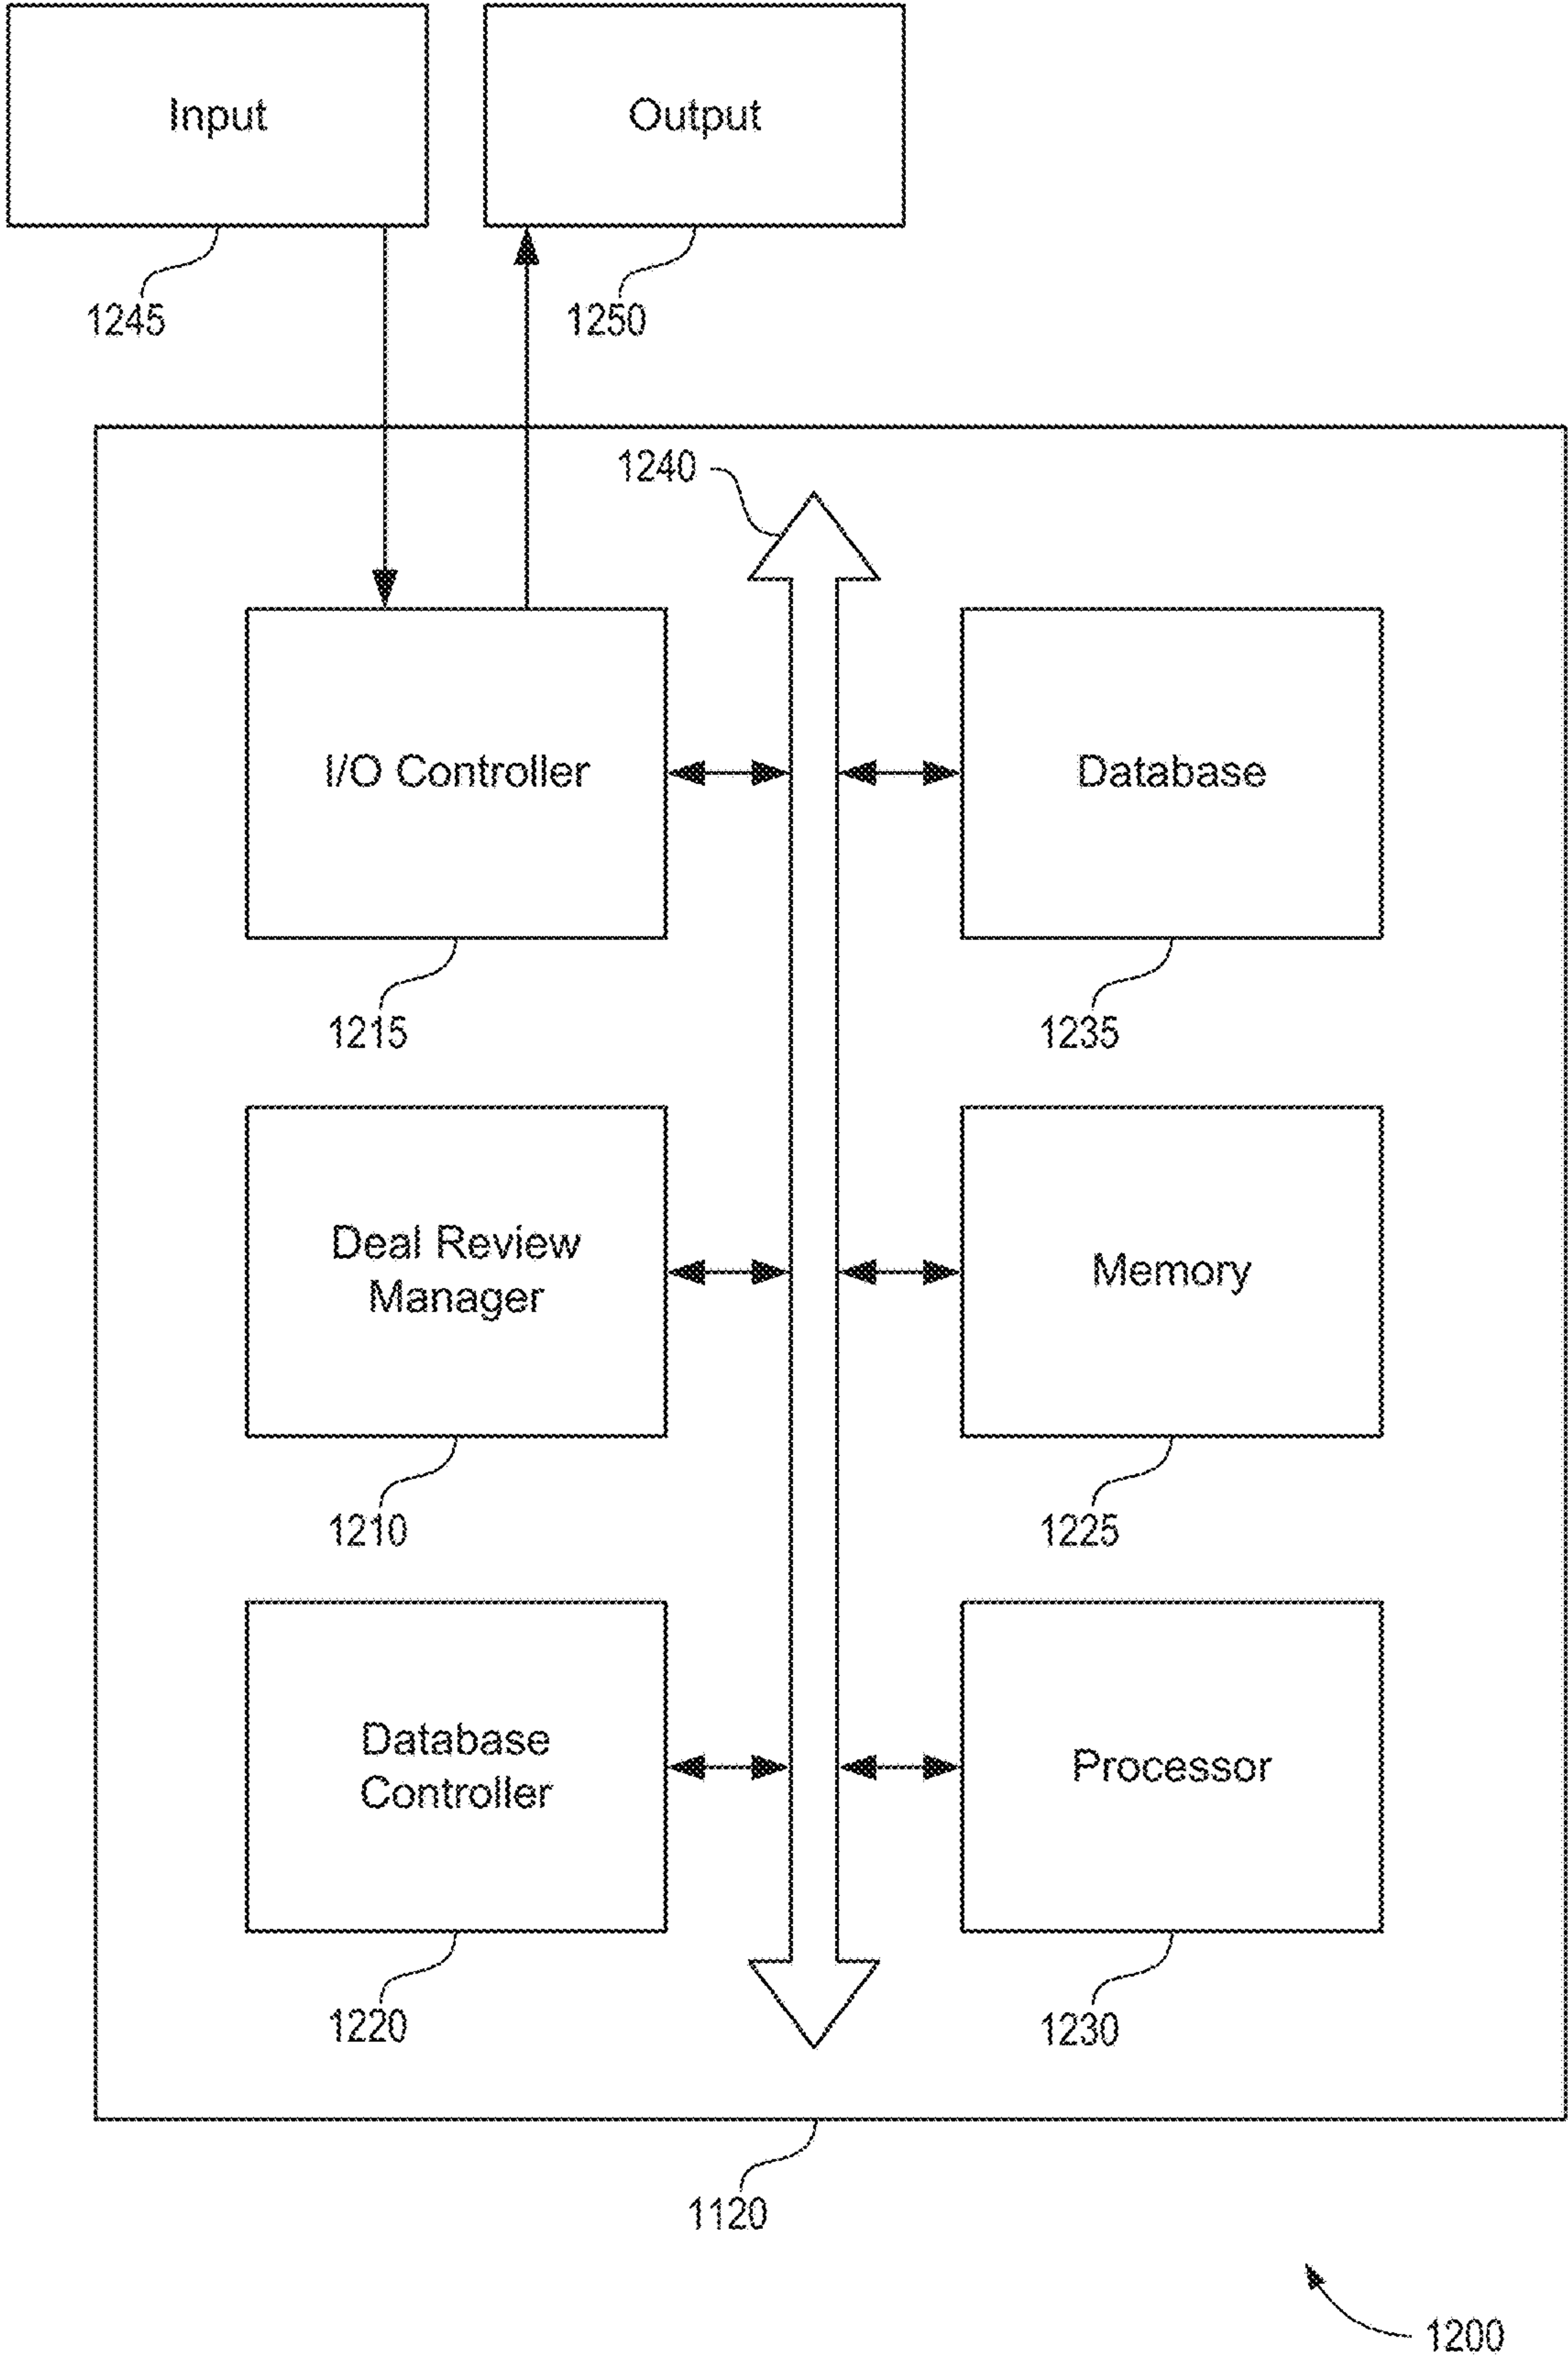 Input
Output
1245
1250
1240
I/O Controller
Database
1215
1235
Deal Review
Manager
Memory
1210
1225
Database
Controller
Processor
1220
1230
1120
1200